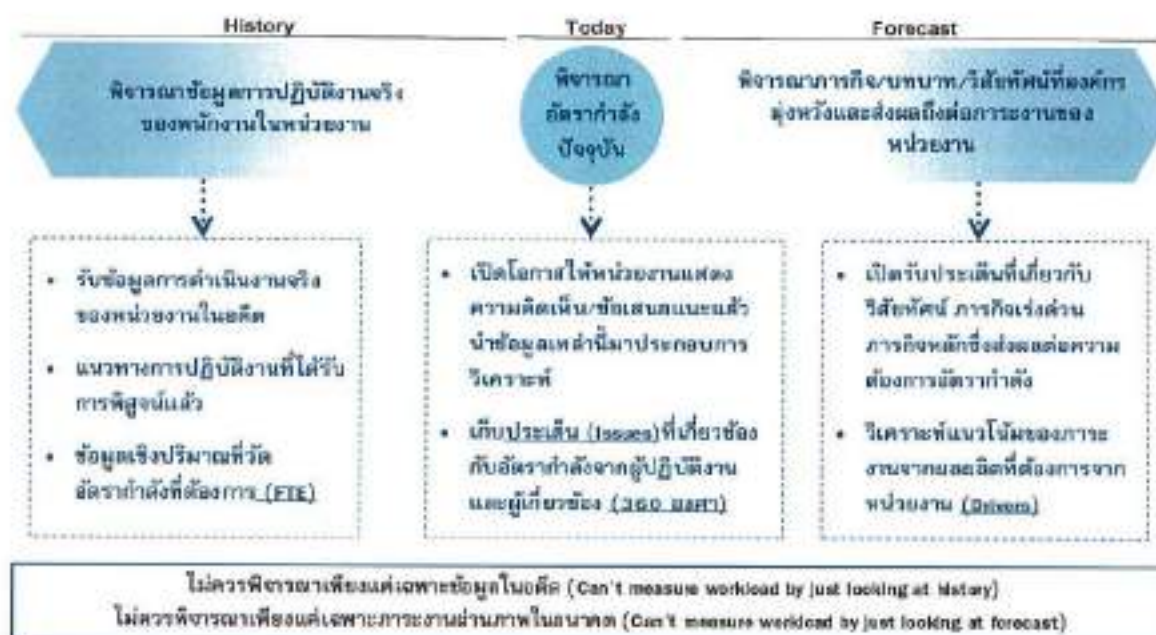 History
Today
Forecast
พิจารณาข้อมูลการปฏิบัติงานจริง
ของพนักงานในหน่วยงาน
พิจารณา
อัตรากำลัง
ปัจจุบัน
พิจารณาภารกิจ/บทบาท/วิสัยทัศน์ที่องค์กร
มุ่งหวังและส่งผลถึงต่อภาระงานของ
หน่วยงาน
• รับข้อมูลการดำเนินงานจริง
ของหน่วยงานในอดีต
• แนวทางการปฏิบัติงานที่ได้รับ
การพิสูจน์แล้ว
• ข้อมูลเชิงปริมาณที่วัด
อัตรากำลังที่ต้องการ (FTE)
• เปิดโอกาสให้หน่วยงานแสดง
ความคิดเห็น/ข้อเสนอแนะแล้ว
นำข้อมูลเหล่านี้มาประกอบการ
วิเคราะห์
• เก็บประเด็น (Issues)ที่เกี่ยวข้อง
กับอัตรากำลังจากผู้ปฏิบัติงาน
และผู้เกี่ยวข้อง (360 องศา)
• เปิดรับประเด็นที่เกี่ยวกับ
วิสัยทัศน์ ภารกิจเร่งด่วน
ภารกิจหลักซึ่งส่งผลต่อความ
ต้องการอัตรากำลัง
• วิเคราะห์แนวโน้มของภาระ
งานจากผลผลิตที่ต้องการจาก
หน่วยงาน (Drivers)
ไม่ควรพิจารณาเพียงแต่เฉพาะข้อมูลในอดีต (Can't measure workload by just looking at history)
ไม่ควรพิจารณาเพียงแต่เฉพาะภาระงานผ่านภาพในอนาคต (Can't measure workload by just looking at forecast)